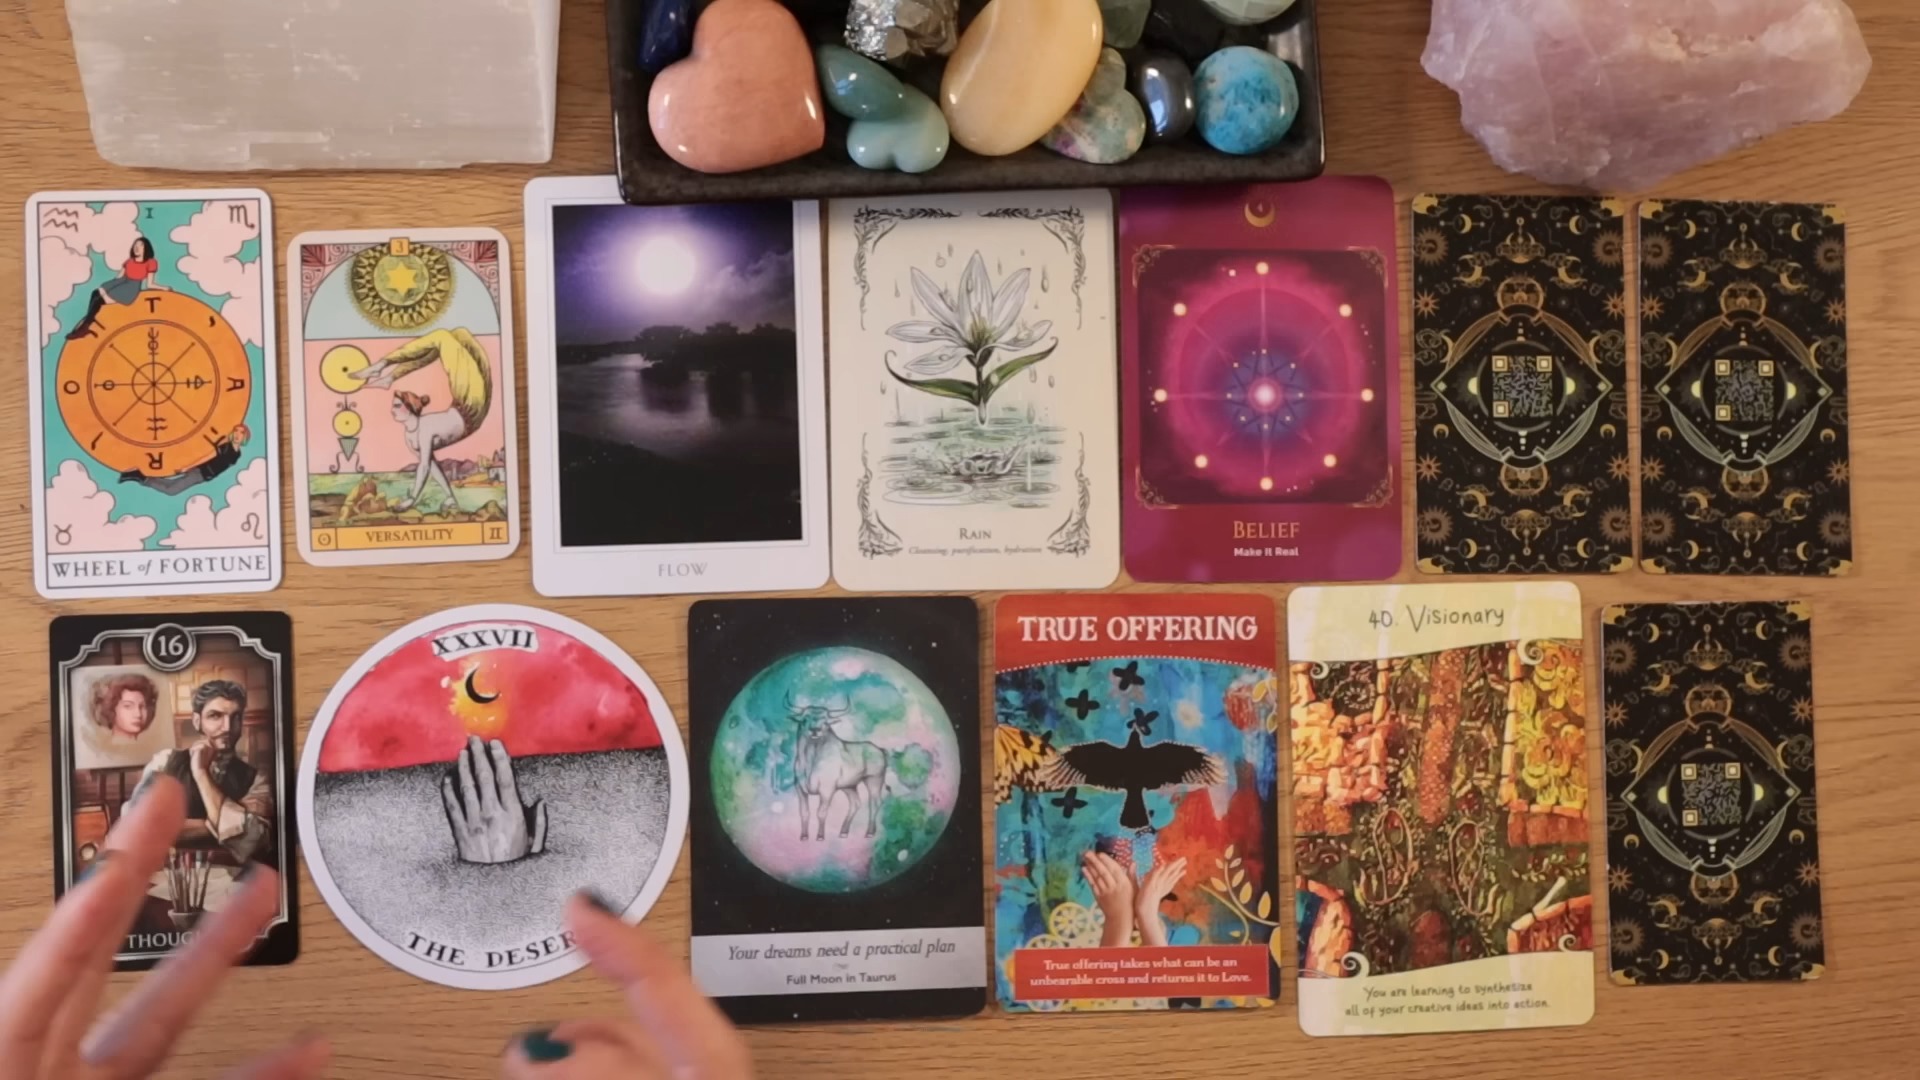 I
T
A
R
O
WHEEL of FORTUNE
3
VERSATILITY
II
FLOW
RAIN
Cleansing, purification, hydration
BELIEF
Make It Real
16
THOUG
XXXVII
THE DESER
Your dreams need a practical plan
Full Moon in Taurus
TRUE OFFERING
True offering takes what can be an
unbearable cross and returns it to Love.
40. Visionary
You are learning to synthesize
all of your creative ideas into action.